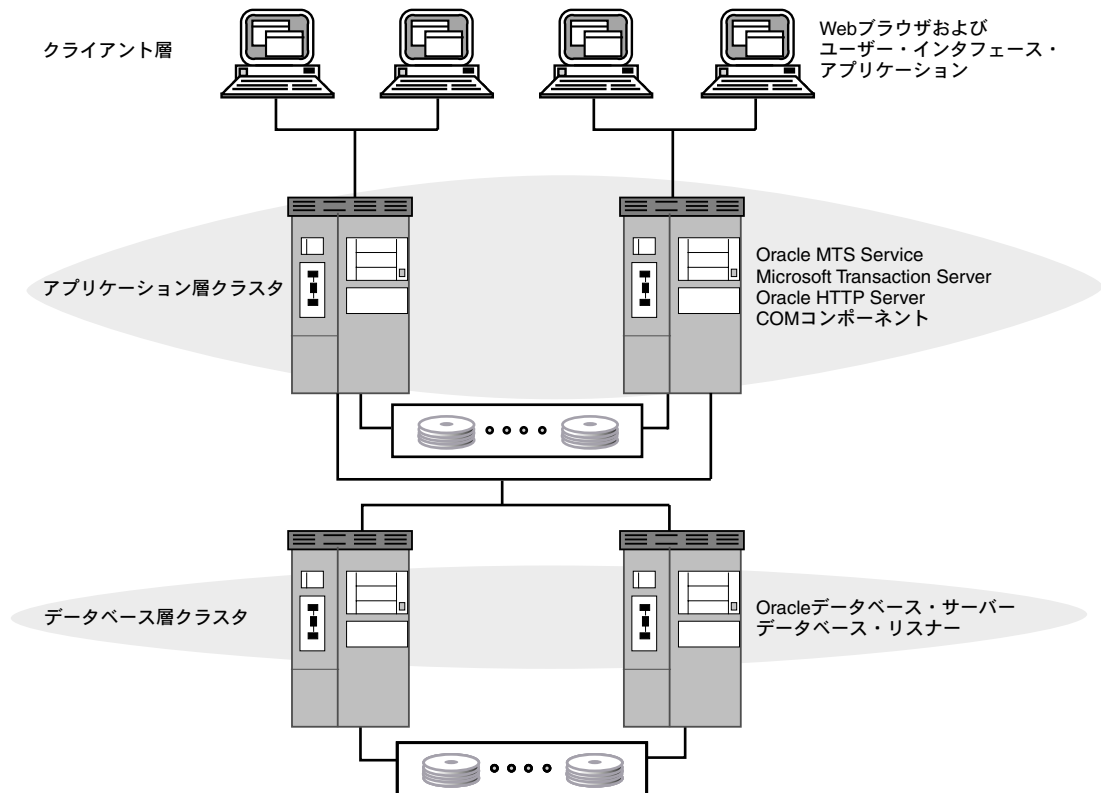 クライアント層
Webブラウザおよび
ユーザー・インタフェース・
アプリケーション
アプリケーション層クラスタ
Oracle MTS Service
Microsoft Transaction Server
Oracle HTTP Server
COMコンポーネント
データベース層クラスタ
Oracleデータベース・サーバー
データベース・リスナー